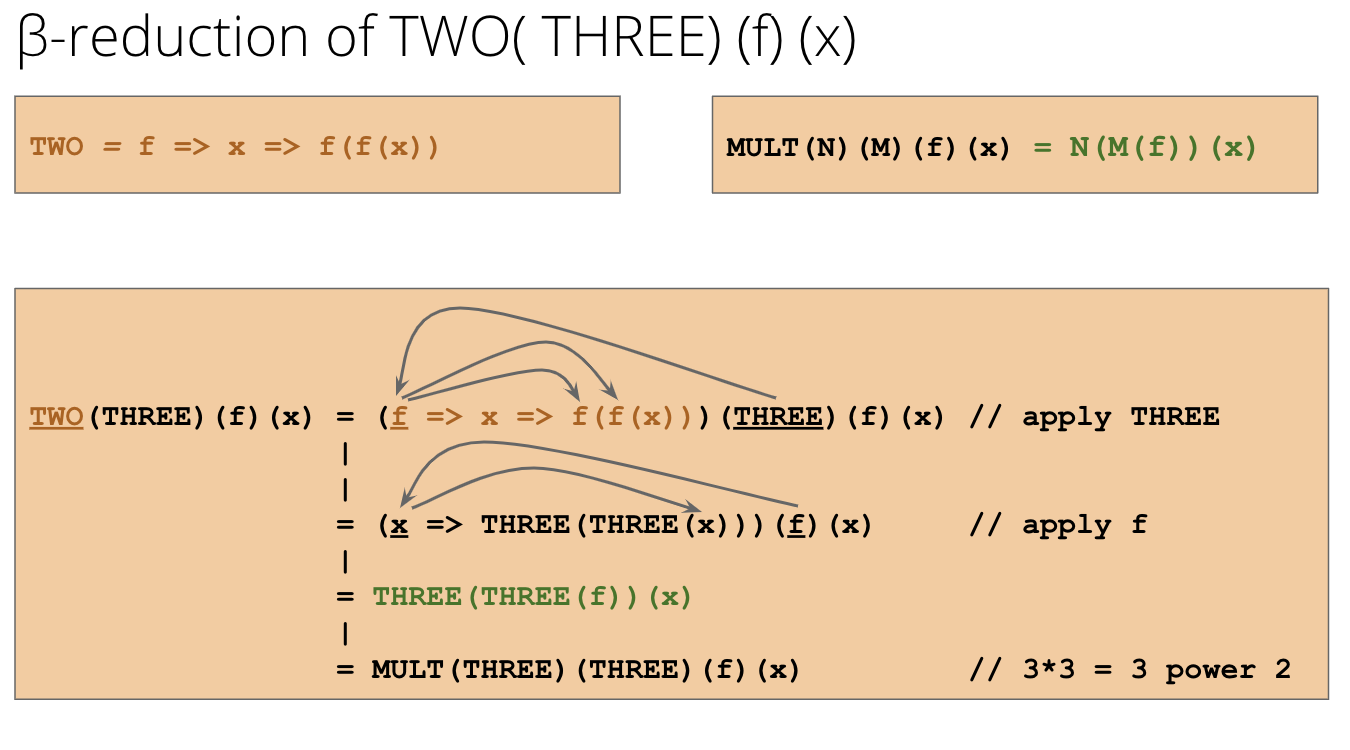 β-reduction of TWO( THREE) (f) (x)
TWO = f => x => f(f(x))
MULT(N)(M)(f)(x) = N(M(f))(x)
TWO(THREE)(f)(x) = (f => x => f(f(x)))(THREE)(f)(x) // apply THREE
|
|
= (x => THREE(THREE(x)))(f)(x) // apply f
|
= THREE(THREE(f))(x)
|
= MULT(THREE)(THREE)(f)(x) // 3*3 = 3 power 2